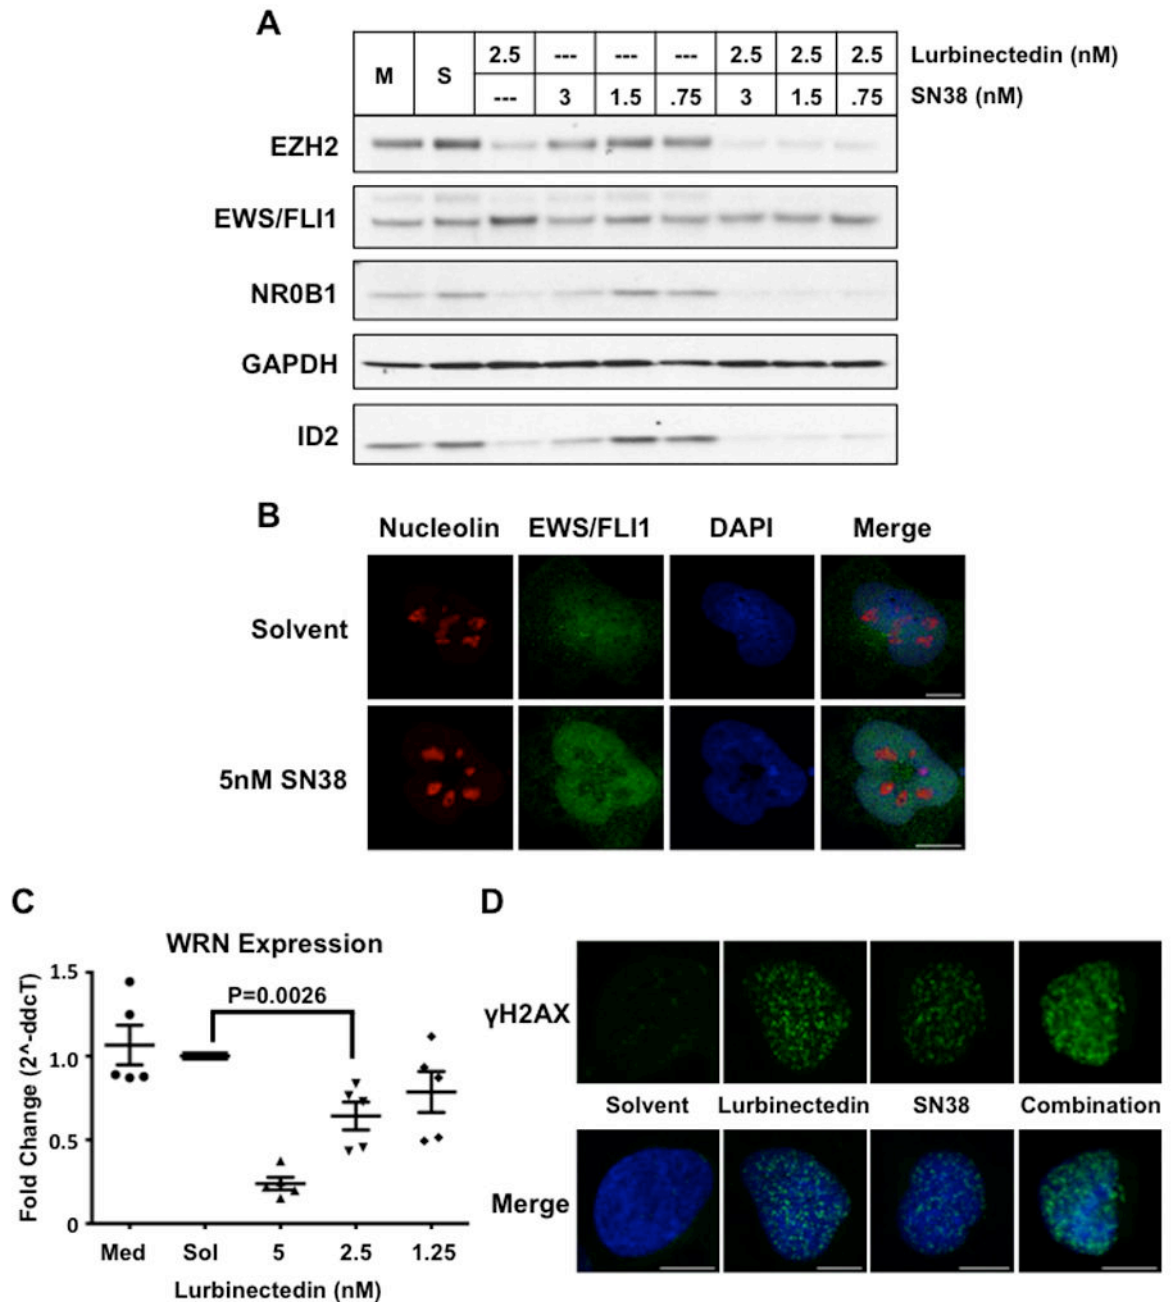 A
M S 2.5 --- --- --- 2.5 2.5 2.5 Lurbinectedin (nM)
--- 3 1.5 .75 3 1.5 .75 SN38 (nM)
EZH2
EWS/FLI1
NR0B1
GAPDH
ID2
B
Nucleolin EWS/FLI1 DAPI Merge
Solvent
5nM SN38
C
WRN Expression
Fold Change (2^-ddcT)
1.5
P=0.0026
1.0
0.5
0
Med Sol 5 2.5 1.25
Lurbinectedin (nM)
D
γH2AX
Solvent Lurbinectedin SN38 Combination
Merge